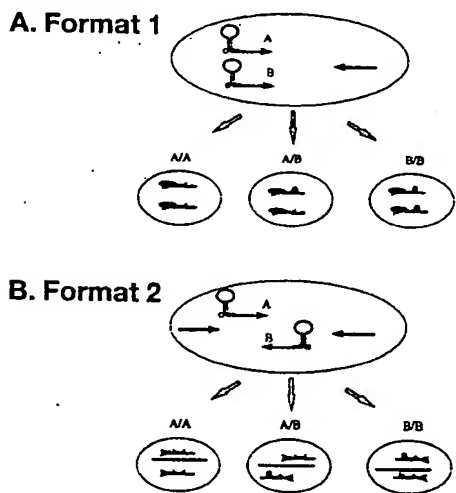 A. Format 1
A
B
A/A A/B B/B
B. Format 2
A
B
A/A A/B B/B